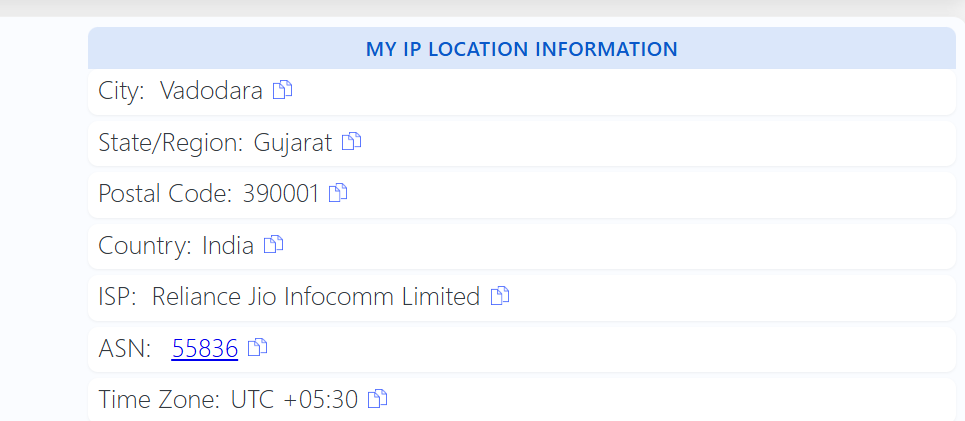 MY IP LOCATION INFORMATION
City: Vadodara
State/Region: Gujarat
Postal Code: 390001
Country: India
ISP: Reliance Jio Infocomm Limited
ASN: 55836
Time Zone: UTC +05:30